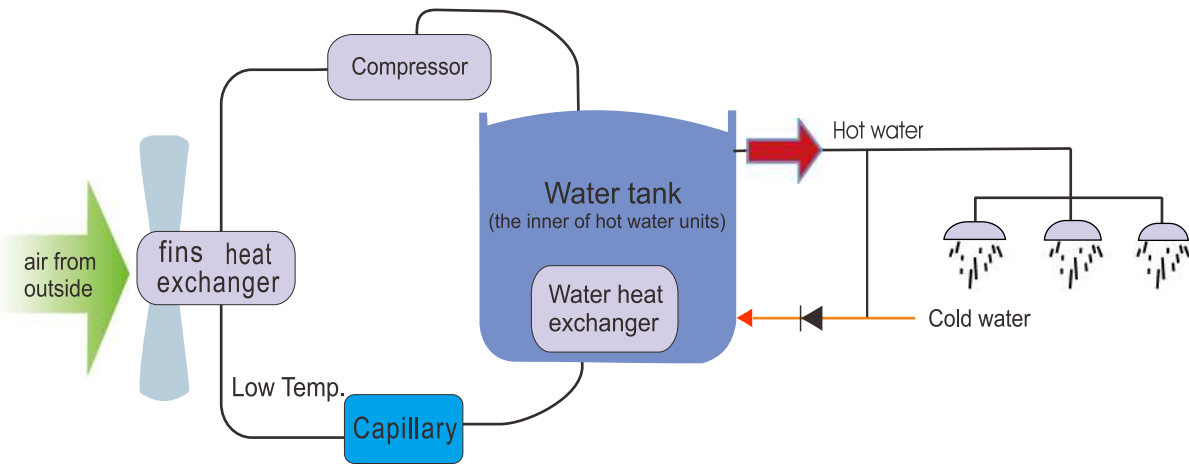 Compressor
Hot water
Water tank
(the inner of hot water units)
air from
outside
fins heat
exchanger
Water heat
exchanger
Cold water
Low Temp.
Capillary